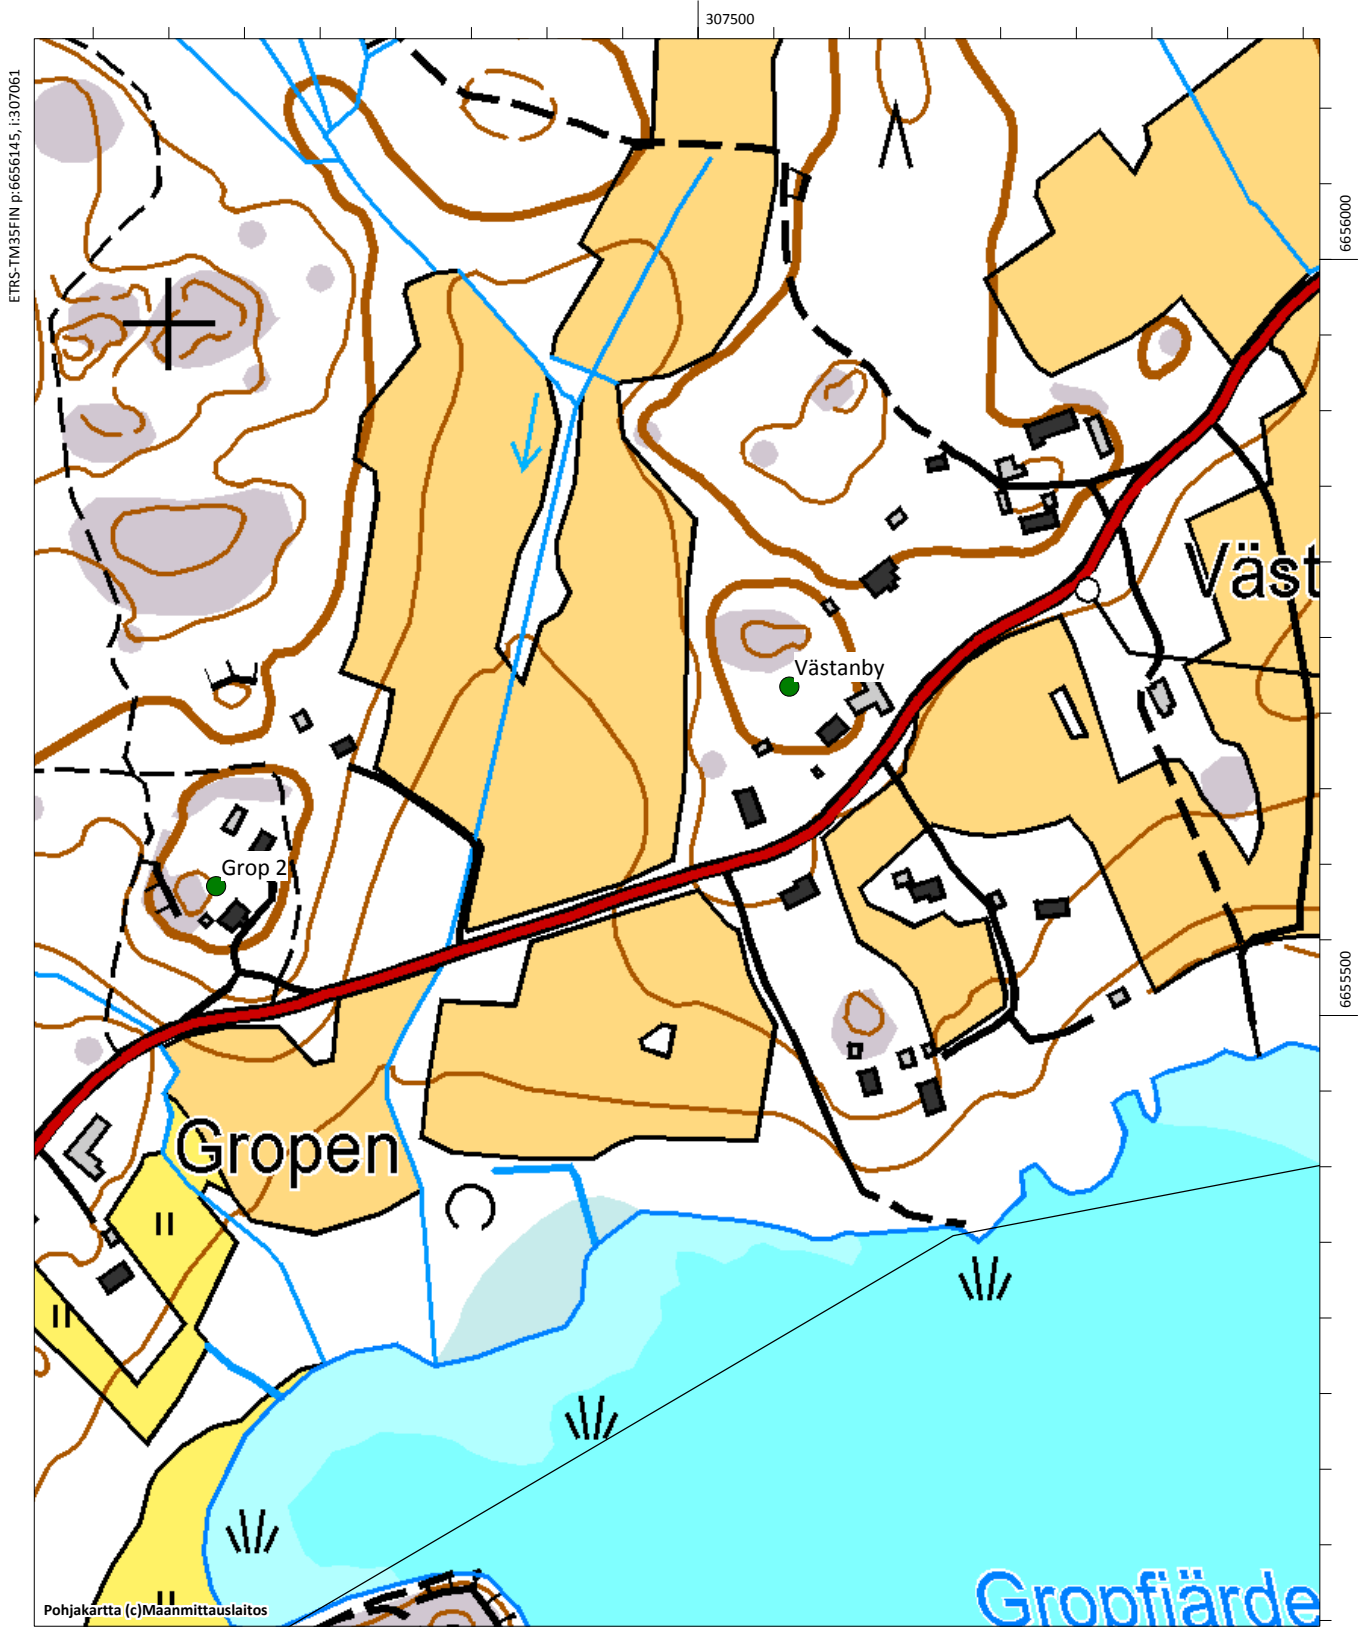 307500
ETRS-TM35FIN p:6656145, i:307061
6656000
Väst
Västanby
Grop 2
6655500
Gropen
Gropfjärde
Pohjakartta (c)Maanmittauslaitos